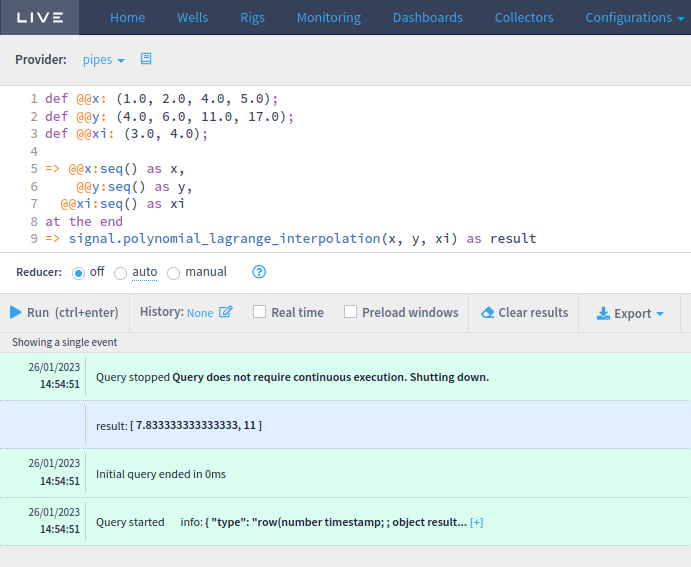 LIVE Home Wells Rigs Monitoring Dashboards Collectors Configurations
Provider: pipes
1 def @@x: (1.0, 2.0, 4.0, 5.0);
2 def @@y: (4.0, 6.0, 11.0, 17.0);
3 def @@xi: (3.0, 4.0);
4
5 => @@x:seq() as x,
6 @@y:seq() as y,
7 @@xi:seq() as xi
8 at the end
9 => signal.polynomial_lagrange_interpolation(x, y, xi) as result
Reducer: off auto manual ?
Run (ctrl+enter) History: None Real time Preload windows Clear results Export
Showing a single event
26/01/2023
14:54:51 Query stopped Query does not require continuous execution. Shutting down.
result: [ 7.833333333333333, 11 ]
26/01/2023
14:54:51 Initial query ended in 0ms
26/01/2023
14:54:51 Query started info: { "type": "row(number timestamp; ; object result... [+]